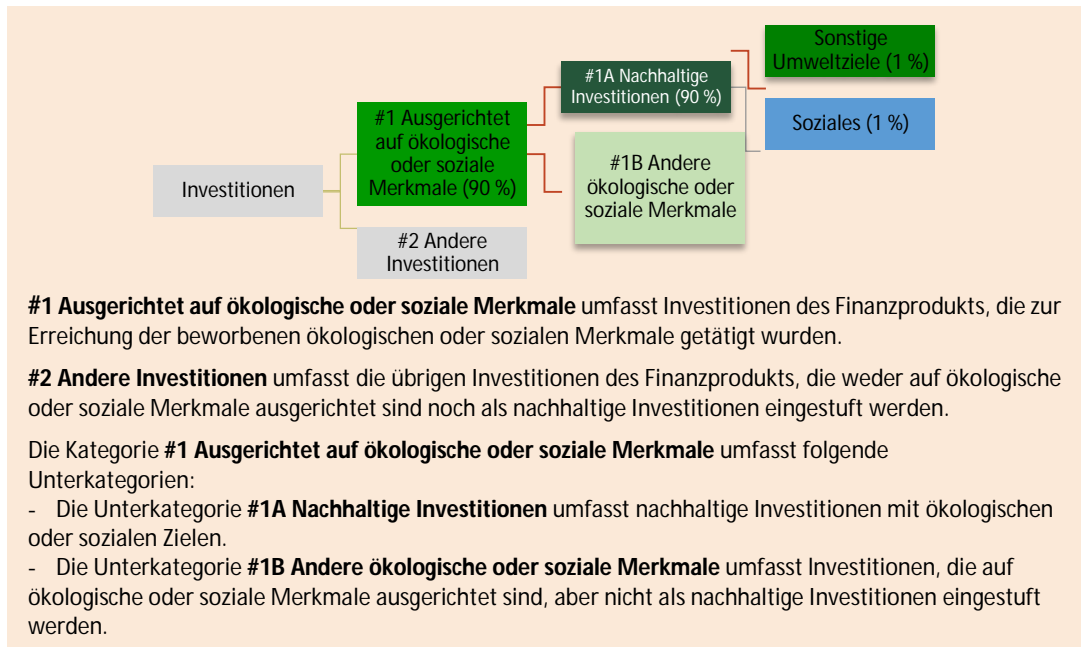 Sonstige
Umweltziele (1 %)
#1A Nachhaltige
Investitionen (90 %)
Soziales (1 %)
#1 Ausgerichtet
auf ökologische
oder soziale
Merkmale (90 %)
#1B Andere
ökologische oder
soziale Merkmale
Investitionen
#2 Andere
Investitionen
#1 Ausgerichtet auf ökologische oder soziale Merkmale umfasst Investitionen des Finanzprodukts, die zur
Erreichung der beworbenen ökologischen oder sozialen Merkmale getätigt wurden.
#2 Andere Investitionen umfasst die übrigen Investitionen des Finanzprodukts, die weder auf ökologische
oder soziale Merkmale ausgerichtet sind noch als nachhaltige Investitionen eingestuft werden.
Die Kategorie #1 Ausgerichtet auf ökologische oder soziale Merkmale umfasst folgende
Unterkategorien:
- Die Unterkategorie #1A Nachhaltige Investitionen umfasst nachhaltige Investitionen mit ökologischen
oder sozialen Zielen.
- Die Unterkategorie #1B Andere ökologische oder soziale Merkmale umfasst Investitionen, die auf
ökologische oder soziale Merkmale ausgerichtet sind, aber nicht als nachhaltige Investitionen eingestuft
werden.